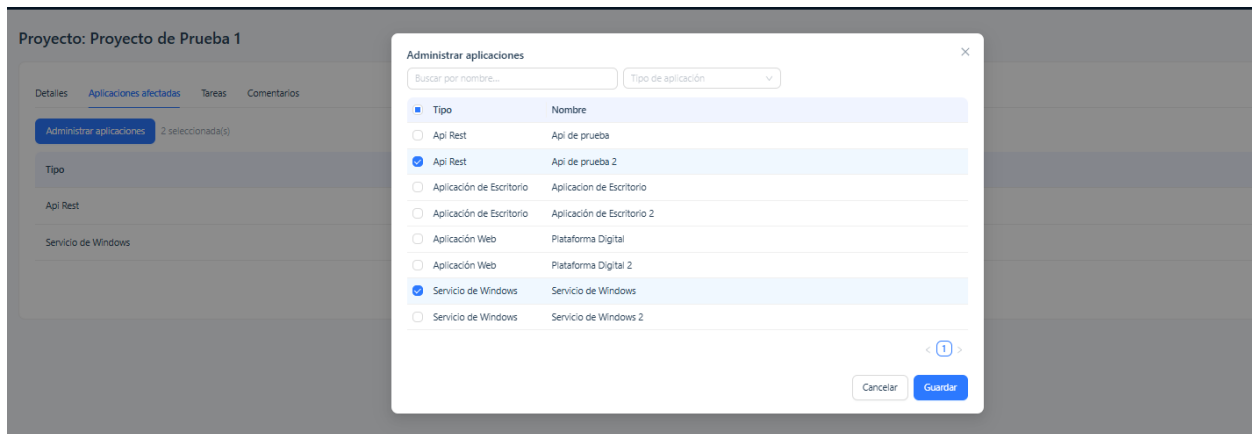 Proyecto: Proyecto de Prueba 1
Detalles Aplicaciones afectadas Tareas Comentarios
Administrar aplicaciones 2 seleccionada(s)
Tipo
Api Rest
Servicio de Windows
Administrar aplicaciones
Buscar por nombre... Tipo de aplicación
Tipo Nombre
Api Rest Api de prueba
Api Rest Api de prueba 2
Aplicación de Escritorio Aplicacion de Escritorio
Aplicación de Escritorio Aplicación de Escritorio 2
Aplicación Web Plataforma Digital
Aplicación Web Plataforma Digital 2
Servicio de Windows Servicio de Windows
Servicio de Windows Servicio de Windows 2
< 1 >
Cancelar Guardar